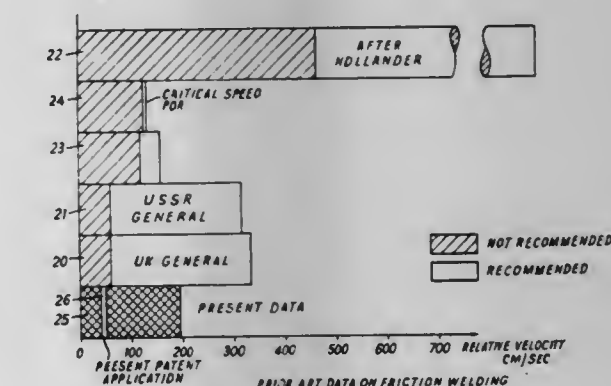 22
AFTER
HOLLANDER
24
CRITICAL SPEED
POR
23
21
USSR
GENERAL
20
UK GENERAL
NOT RECOMMENDED
RECOMMENDED
26
25
PRESENT DATA
0 100 200 300 400 500 600 700 RELATIVE VELOCITY
CM/SEC
PRESENT PATENT
APPLICATION
PRIOR ART DATA ON FRICTION WELDING